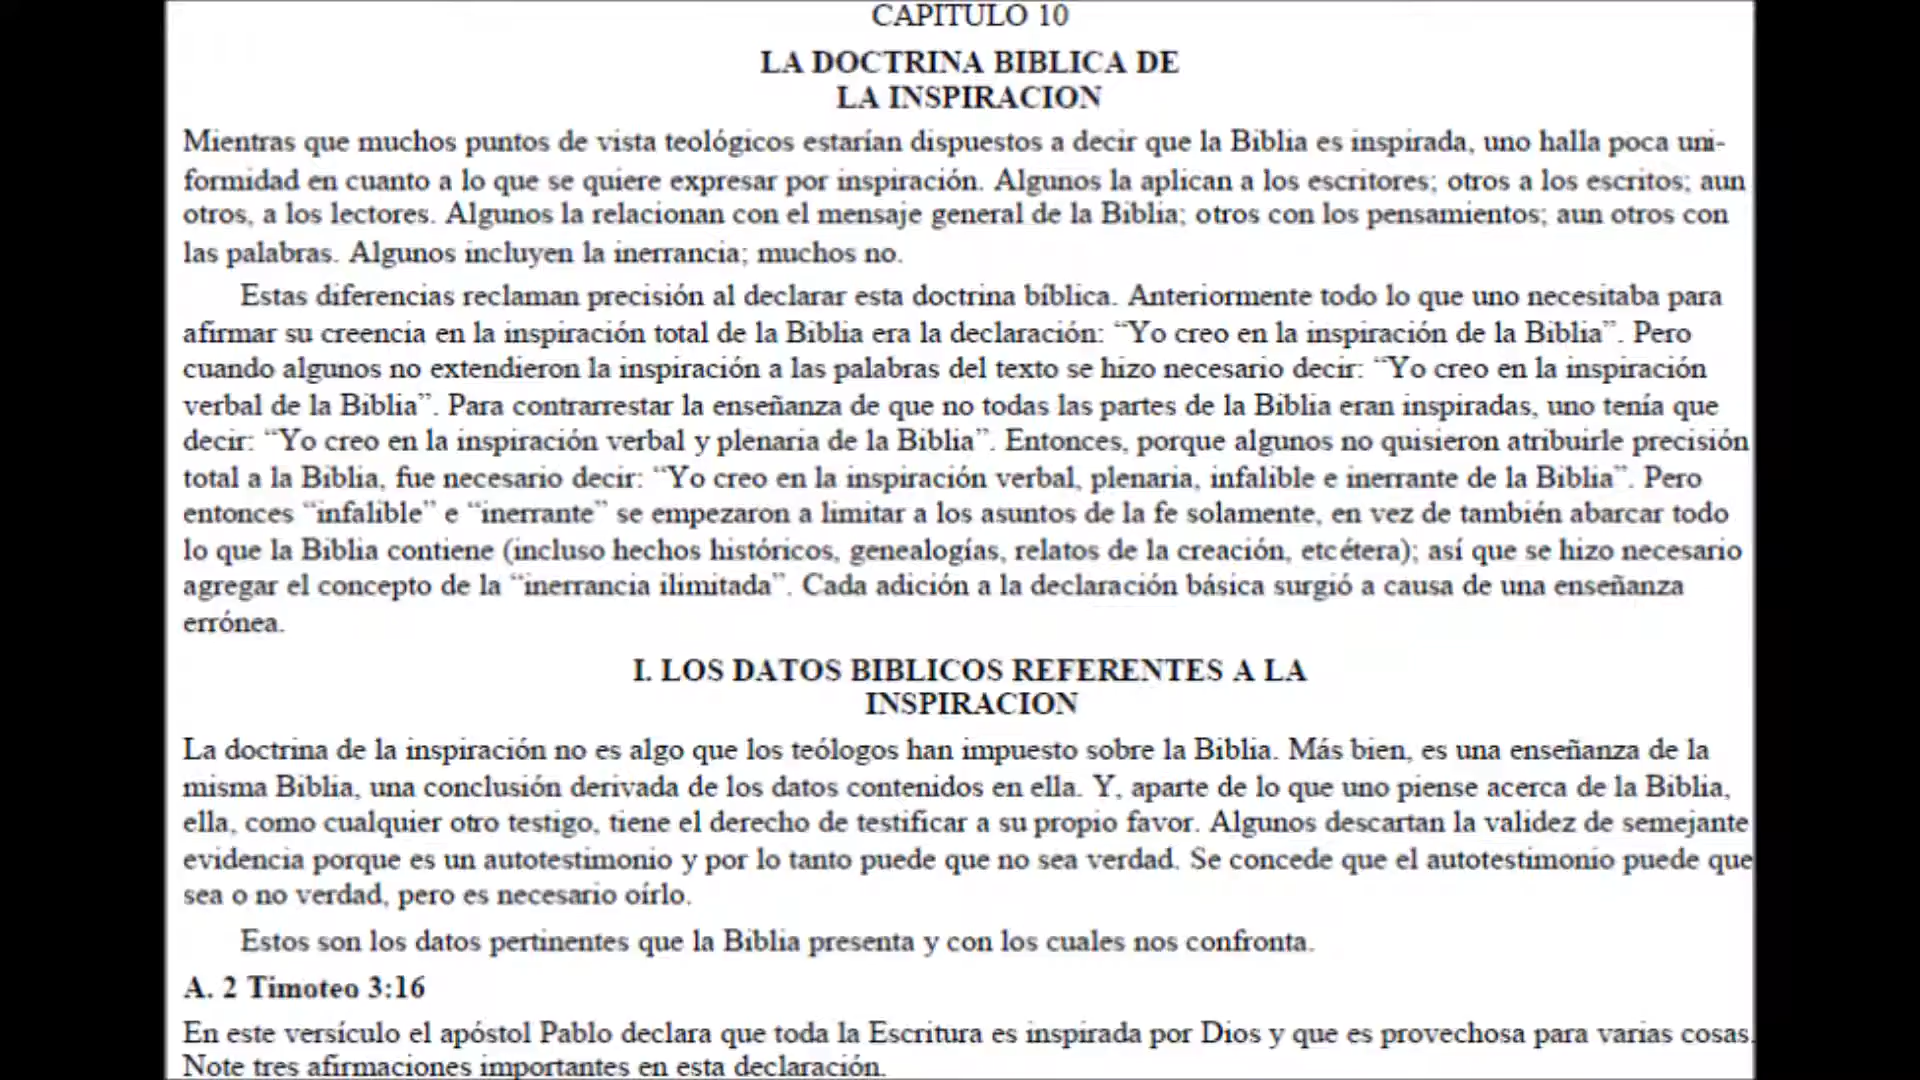 CAPITULO 10
LA DOCTRINA BIBLICA DE
LA INSPIRACION
Mientras que muchos puntos de vista teológicos estarían dispuestos a decir que la Biblia es inspirada, uno halla poca uni-
formidad en cuanto a lo que se quiere expresar por inspiración. Algunos la aplican a los escritores; otros a los escritos; aun
otros, a los lectores. Algunos la relacionan con el mensaje general de la Biblia; otros con los pensamientos; aun otros con
las palabras. Algunos incluyen la inerrancia; muchos no.
Estas diferencias reclaman precisión al declarar esta doctrina bíblica. Anteriormente todo lo que uno necesitaba para
afirmar su creencia en la inspiración total de la Biblia era la declaración: “Yo creo en la inspiración de la Biblia”. Pero
cuando algunos no extendieron la inspiración a las palabras del texto se hizo necesario decir: “Yo creo en la inspiración
verbal de la Biblia”. Para contrarrestar la enseñanza de que no todas las partes de la Biblia eran inspiradas, uno tenía que
decir: “Yo creo en la inspiración verbal y plenaria de la Biblia”. Entonces, porque algunos no quisieron atribuirle precisión
total a la Biblia, fue necesario decir: “Yo creo en la inspiración verbal, plenaria, infalible e inerrante de la Biblia”. Pero
entonces “infalible” e “inerrante” se empezaron a limitar a los asuntos de la fe solamente, en vez de también abarcar todo
lo que la Biblia contiene (incluso hechos históricos, genealogías, relatos de la creación, etcétera); así que se hizo necesario
agregar el concepto de la “inerrancia ilimitada”. Cada adición a la declaración básica surgió a causa de una enseñanza
errónea.
I. LOS DATOS BIBLICOS REFERENTES A LA
INSPIRACION
La doctrina de la inspiración no es algo que los teólogos han impuesto sobre la Biblia. Más bien, es una enseñanza de la
misma Biblia, una conclusión derivada de los datos contenidos en ella. Y, aparte de lo que uno piense acerca de la Biblia,
ella, como cualquier otro testigo, tiene el derecho de testificar a su propio favor. Algunos descartan la validez de semejante
evidencia porque es un autotestimonio y por lo tanto puede que no sea verdad. Se concede que el autotestimonio puede que
sea o no verdad, pero es necesario oírlo.
Estos son los datos pertinentes que la Biblia presenta y con los cuales nos confronta.
A. 2 Timoteo 3:16
En este versículo el apóstol Pablo declara que toda la Escritura es inspirada por Dios y que es provechosa para varias cosas.
Note tres afirmaciones importantes en esta declaración.